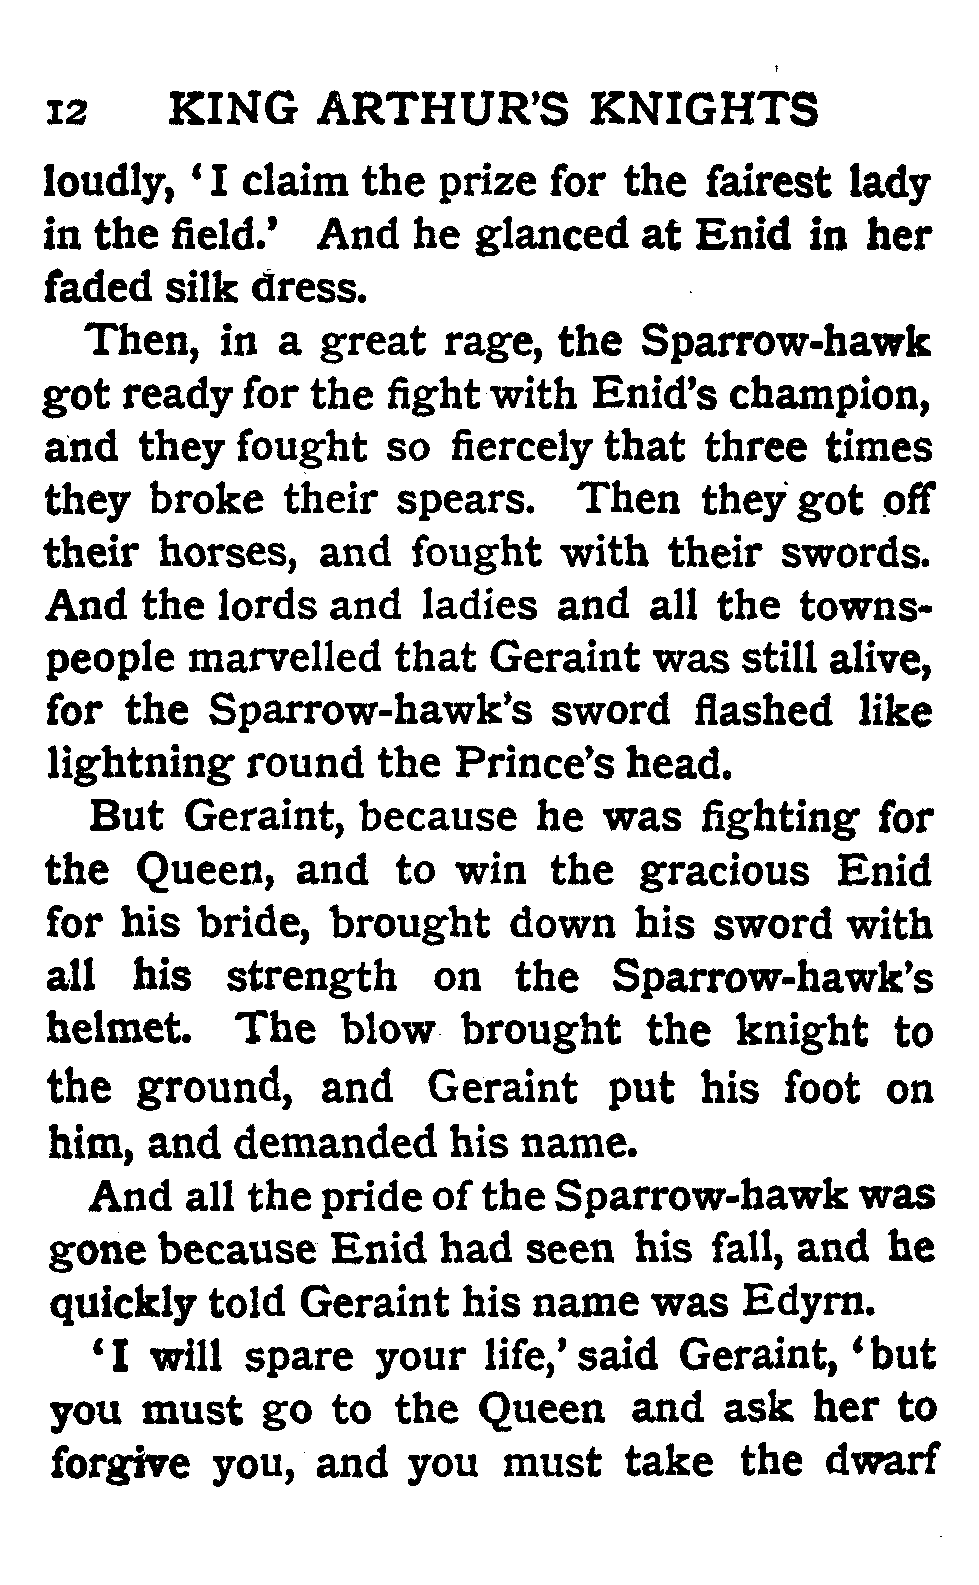 12 KING ARTHUR'S KNIGHTS
loudly, ‘I claim the prize for the fairest lady
in the field.’ And he glanced at Enid in her
faded silk dress.
Then, in a great rage, the Sparrow-hawk
got ready for the fight with Enid's champion,
and they fought so fiercely that three times
they broke their spears. Then they got off
their horses, and fought with their swords.
And the lords and ladies and all the towns-
people marvelled that Geraint was still alive,
for the Sparrow-hawk's sword flashed like
lightning round the Prince's head.
But Geraint, because he was fighting for
the Queen, and to win the gracious Enid
for his bride, brought down his sword with
all his strength on the Sparrow-hawk's
helmet. The blow brought the knight to
the ground, and Geraint put his foot on
him, and demanded his name.
And all the pride of the Sparrow-hawk was
gone because Enid had seen his fall, and he
quickly told Geraint his name was Edyrn.
‘I will spare your life,’ said Geraint, ‘but
you must go to the Queen and ask her to
forgive you, and you must take the dwarf